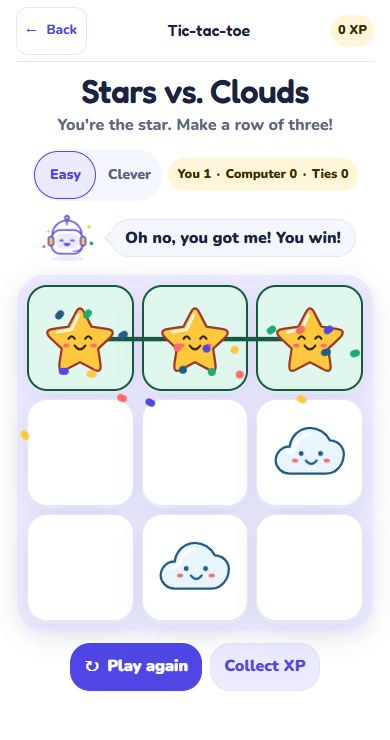 ← Back
Tic-tac-toe
0 XP
Stars vs. Clouds
You're the star. Make a row of three!
Easy
Clever
You 1 · Computer 0 · Ties 0
Oh no, you got me! You win!
↻ Play again
Collect XP